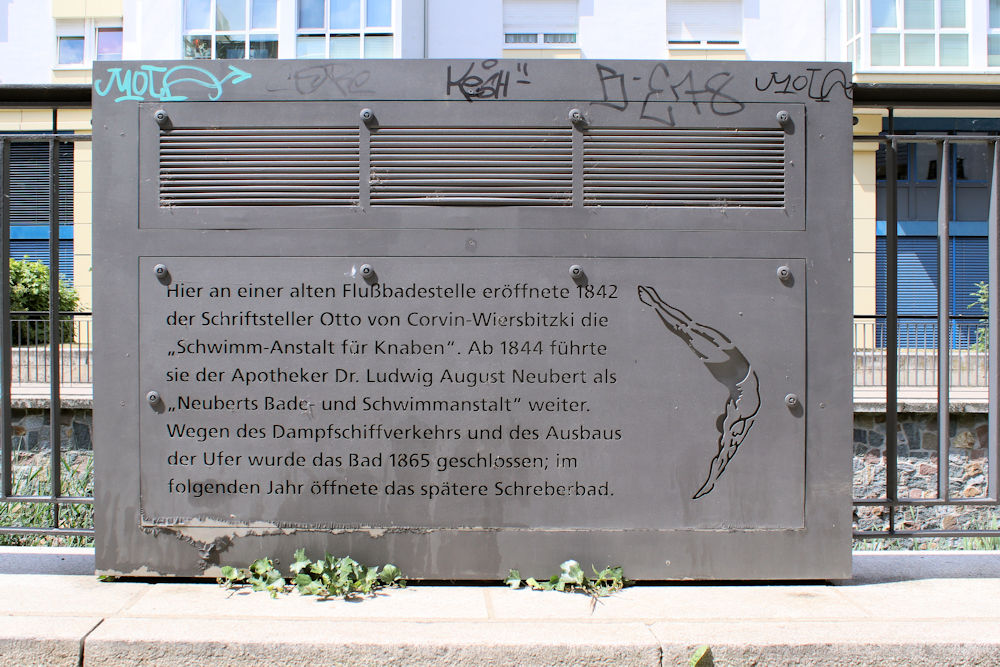 Hier an einer alten Flußbadestelle eröffnete 1842
der Schriftsteller Otto von Corvin-Wiersbitzki die
„Schwimm-Anstalt für Knaben“. Ab 1844 führte
sie der Apotheker Dr. Ludwig August Neubert als
„Neuberts Bade- und Schwimmanstalt“ weiter.
Wegen des Dampfschiffverkehrs und des Ausbaus
der Ufer wurde das Bad 1865 geschlossen; im
folgenden Jahr öffnete das spätere Schreberbad.